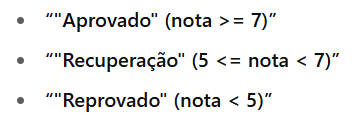 • “"Aprovado" (nota >= 7)”
• “"Recuperação" (5 <= nota < 7)”
• “"Reprovado" (nota < 5)”